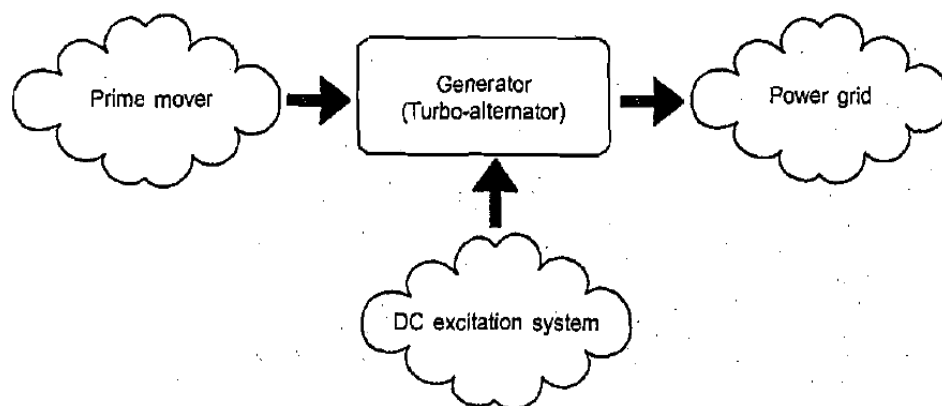 Prime mover
Generator
(Turbo-alternator)
Power grid
DC excitation system